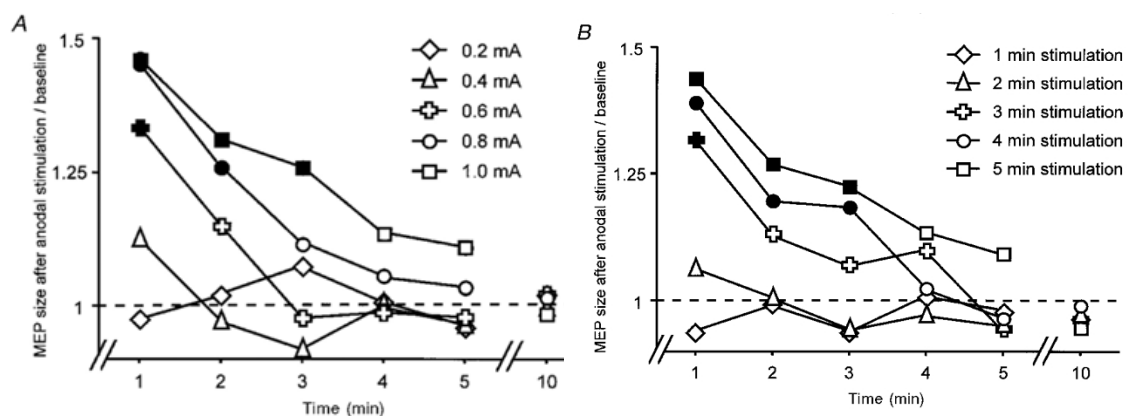 A
MEP size after anodal stimulation / baseline
1.5
1.25
1
0.2 mA
0.4 mA
0.6 mA
0.8 mA
1.0 mA
1 2 3 4 5 10
Time (min)
B
MEP size after anodal stimulation / baseline
1.5
1.25
1
1 min stimulation
2 min stimulation
3 min stimulation
4 min stimulation
5 min stimulation
1 2 3 4 5 10
Time (min)